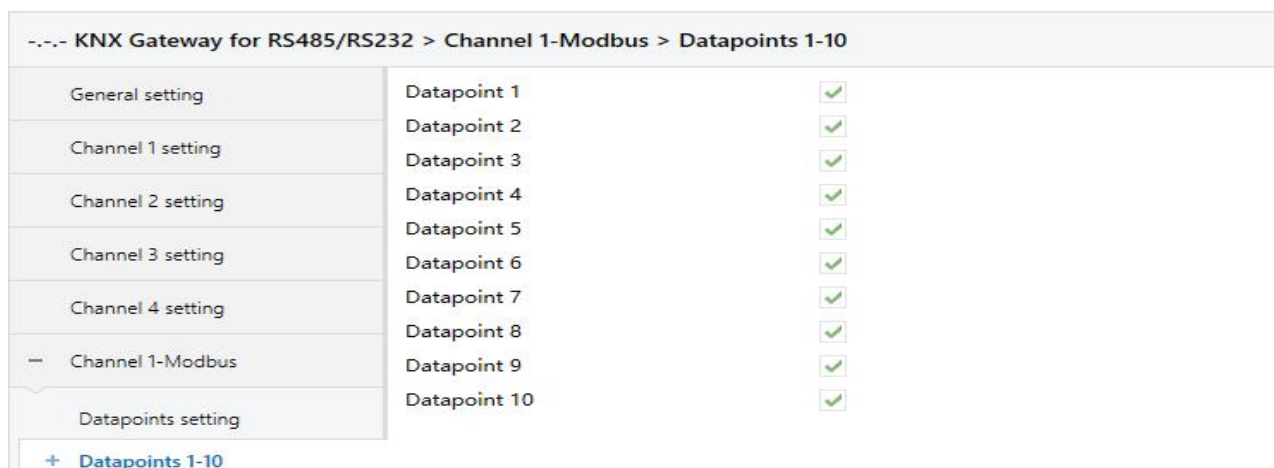 -.-.- KNX Gateway for RS485/RS232 > Channel 1-Modbus > Datapoints 1-10
General setting
Channel 1 setting
Channel 2 setting
Channel 3 setting
Channel 4 setting
– Channel 1-Modbus
Datapoints setting
+ Datapoints 1-10
Datapoint 1
Datapoint 2
Datapoint 3
Datapoint 4
Datapoint 5
Datapoint 6
Datapoint 7
Datapoint 8
Datapoint 9
Datapoint 10